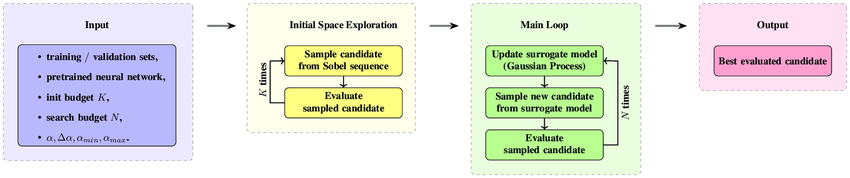 Input
• training / validation sets,
• pretrained neural network,
• init budget K,
• search budget N,
• α, Δα, α_min, α_max.
Initial Space Exploration
Sample candidate
from Sobel sequence
Evaluate
sampled candidate
K times
Main Loop
Update surrogate model
(Gaussian Process)
Sample new candidate
from surrogate model
Evaluate
sampled candidate
N times
Output
Best evaluated candidate